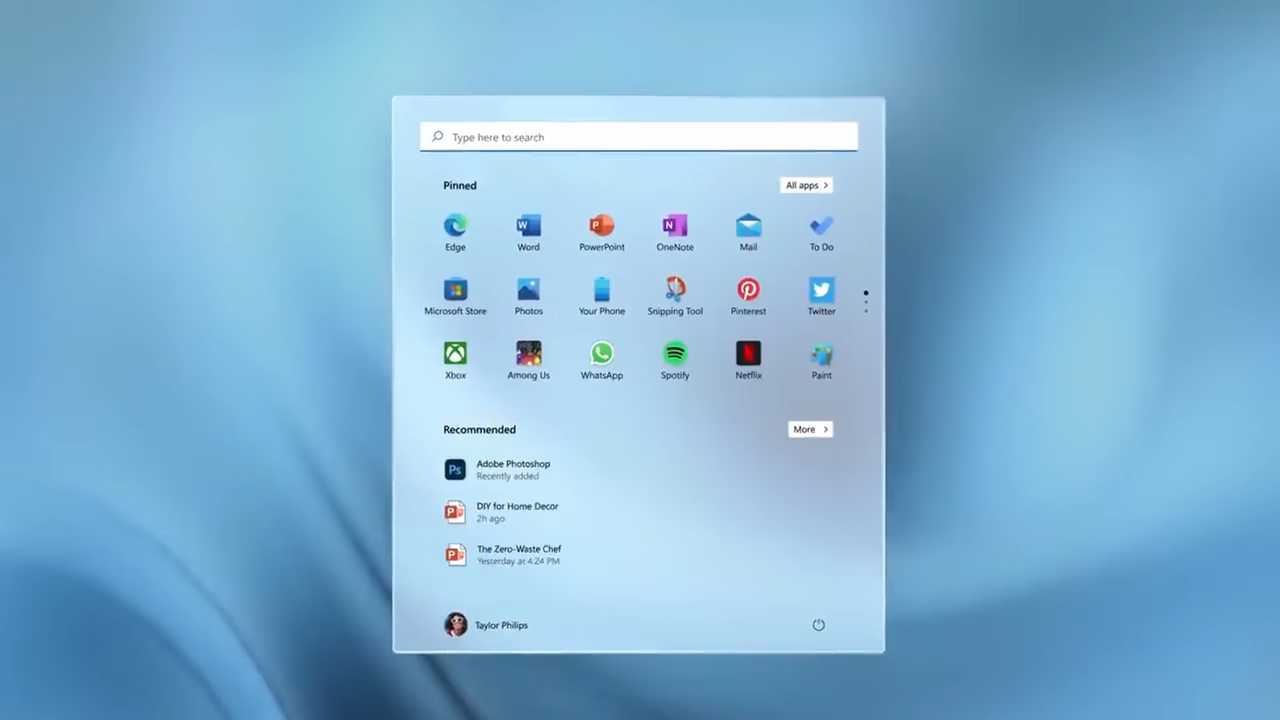 Type here to search
Pinned
All apps
Edge
Word
PowerPoint
OneNote
Mail
To Do
Microsoft Store
Photos
Your Phone
Snipping Tool
Pinterest
Twitter
Xbox
Among Us
WhatsApp
Spotify
Netflix
Paint
Recommended
More
Ps
Adobe Photoshop
Recently added
DIY for Home Decor
2h ago
The Zero-Waste Chef
Yesterday at 4:24 PM
Taylor Philips